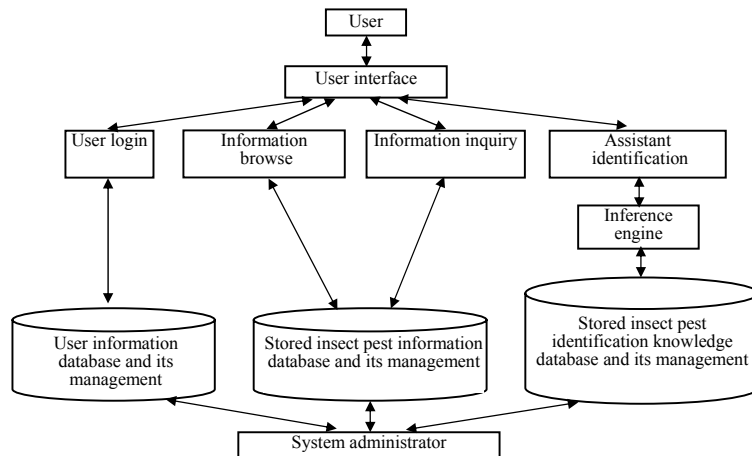 User
User interface
User login
Information
browse
Information inquiry
Assistant
identification
Inference
engine
User information
database and its
management
Stored insect pest information
database and its management
Stored insect pest
identification knowledge
database and its management
System administrator